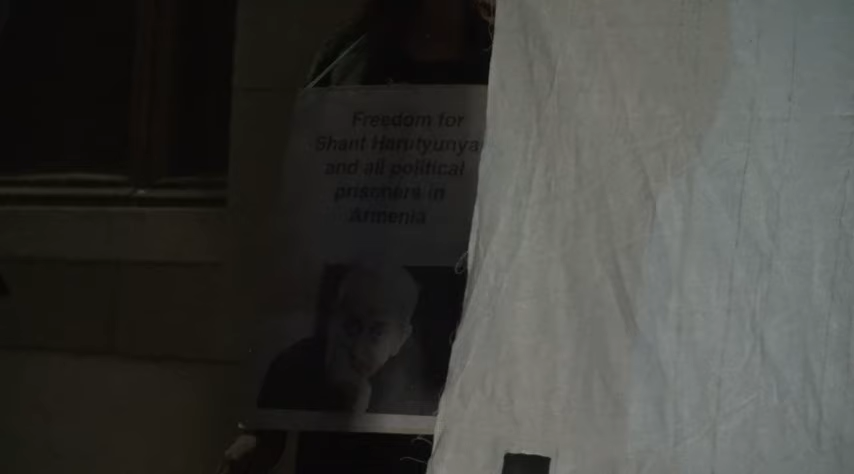 Freedom for
Shant Harutyunya
and all political
prisoners in
Armenia